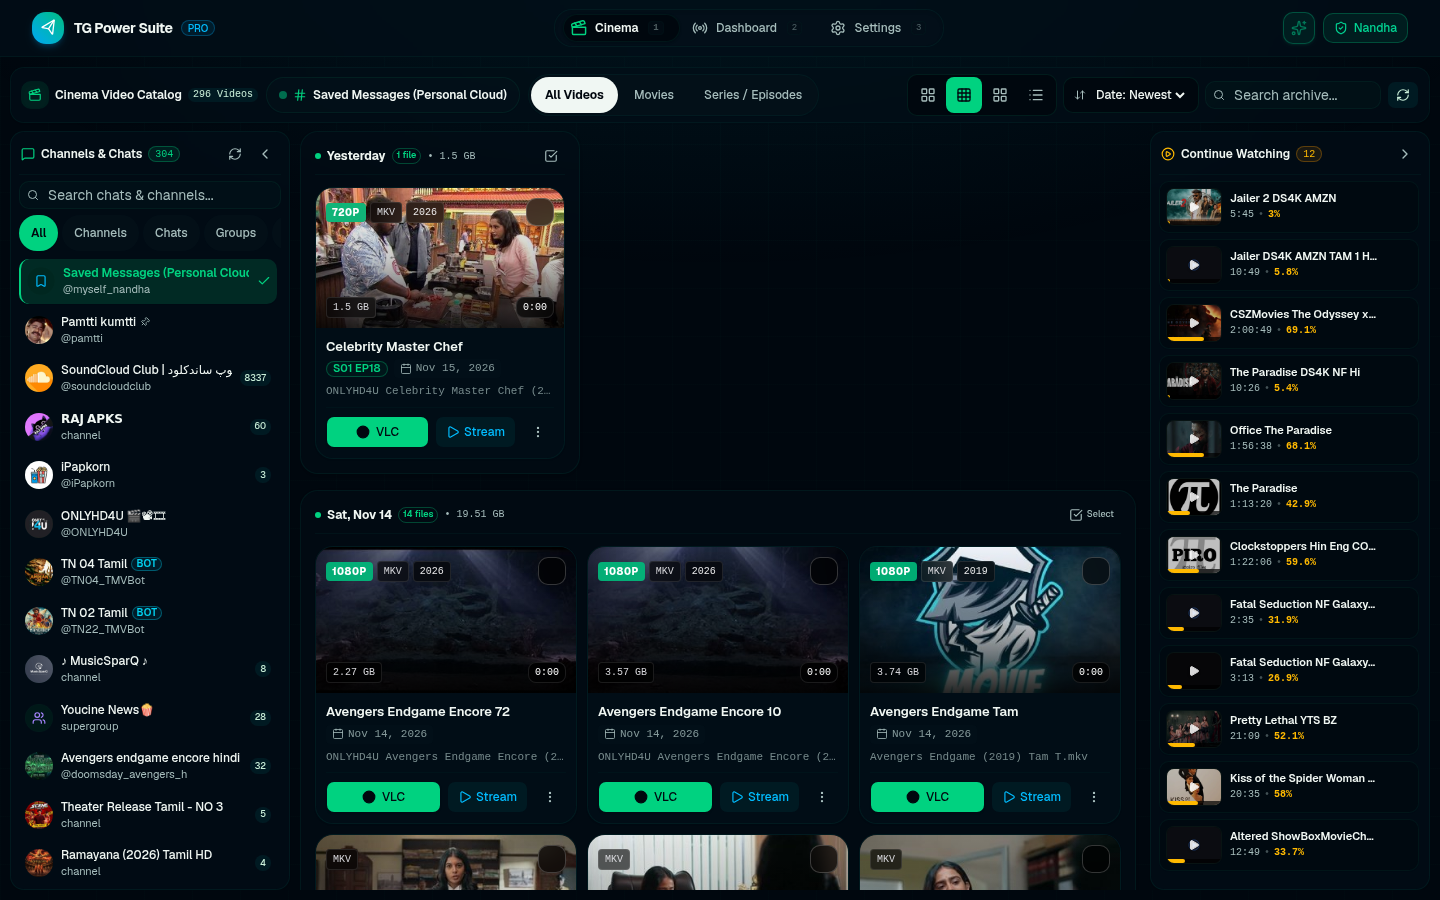 TG Power Suite PRO
Cinema 1
Dashboard 2
Settings 3
Nandha
Cinema Video Catalog 296 Videos
Saved Messages (Personal Cloud)
All Videos
Movies
Series / Episodes
Date: Newest
Search archive...
Channels & Chats 304
Search chats & channels...
All
Channels
Chats
Groups
Saved Messages (Personal Cloud
@myself_nandha
Pamtti kumtti
@pamtti
SoundCloud Club | وپ ساندکلود
@soundcloudclub
8337
RAJ APKS
channel
60
iPapkorn
@iPapkorn
3
ONLYHD4U 🎬📽🎞
@ONLYHD4U
TN 04 Tamil BOT
@TN04_TMVBot
TN 02 Tamil BOT
@TN22_TMVBot
♪ MusicSparQ ♪
channel
8
Youcine News🍿
supergroup
28
Avengers endgame encore hindi
@doomsday_avengers_h
32
Theater Release Tamil - NO 3
channel
5
Ramayana (2026) Tamil HD
channel
4
Yesterday 1 file • 1.5 GB
720P MKV 2026
1.5 GB
0:00
Celebrity Master Chef
S01 EP18 Nov 15, 2026
ONLYHD4U Celebrity Master Chef (2…
VLC
Stream
Sat, Nov 14 14 files • 19.51 GB
Select
1080P MKV 2026
2.27 GB
0:00
Avengers Endgame Encore 72
Nov 14, 2026
ONLYHD4U Avengers Endgame Encore (2…
VLC
Stream
1080P MKV 2026
3.57 GB
0:00
Avengers Endgame Encore 10
Nov 14, 2026
ONLYHD4U Avengers Endgame Encore (2…
VLC
Stream
1080P MKV 2019
MOVIE
3.74 GB
0:00
Avengers Endgame Tam
Nov 14, 2026
Avengers Endgame (2019) Tam T.mkv
VLC
Stream
MKV
MKV
MKV
Continue Watching 12
Jailer 2 DS4K AMZN
5:45 • 3%
Jailer DS4K AMZN TAM 1 H…
10:49 • 5.8%
CSZMovies The Odyssey x…
2:00:49 • 69.1%
The Paradise DS4K NF Hi
10:26 • 5.4%
Office The Paradise
1:56:38 • 68.1%
The Paradise
1:13:20 • 42.9%
Clockstoppers Hin Eng CO…
1:22:06 • 59.6%
Fatal Seduction NF Galaxy…
2:35 • 31.9%
Fatal Seduction NF Galaxy…
3:13 • 26.9%
Pretty Lethal YTS BZ
21:09 • 52.1%
Kiss of the Spider Woman …
20:35 • 58%
Altered ShowBoxMovieCh…
12:49 • 33.7%